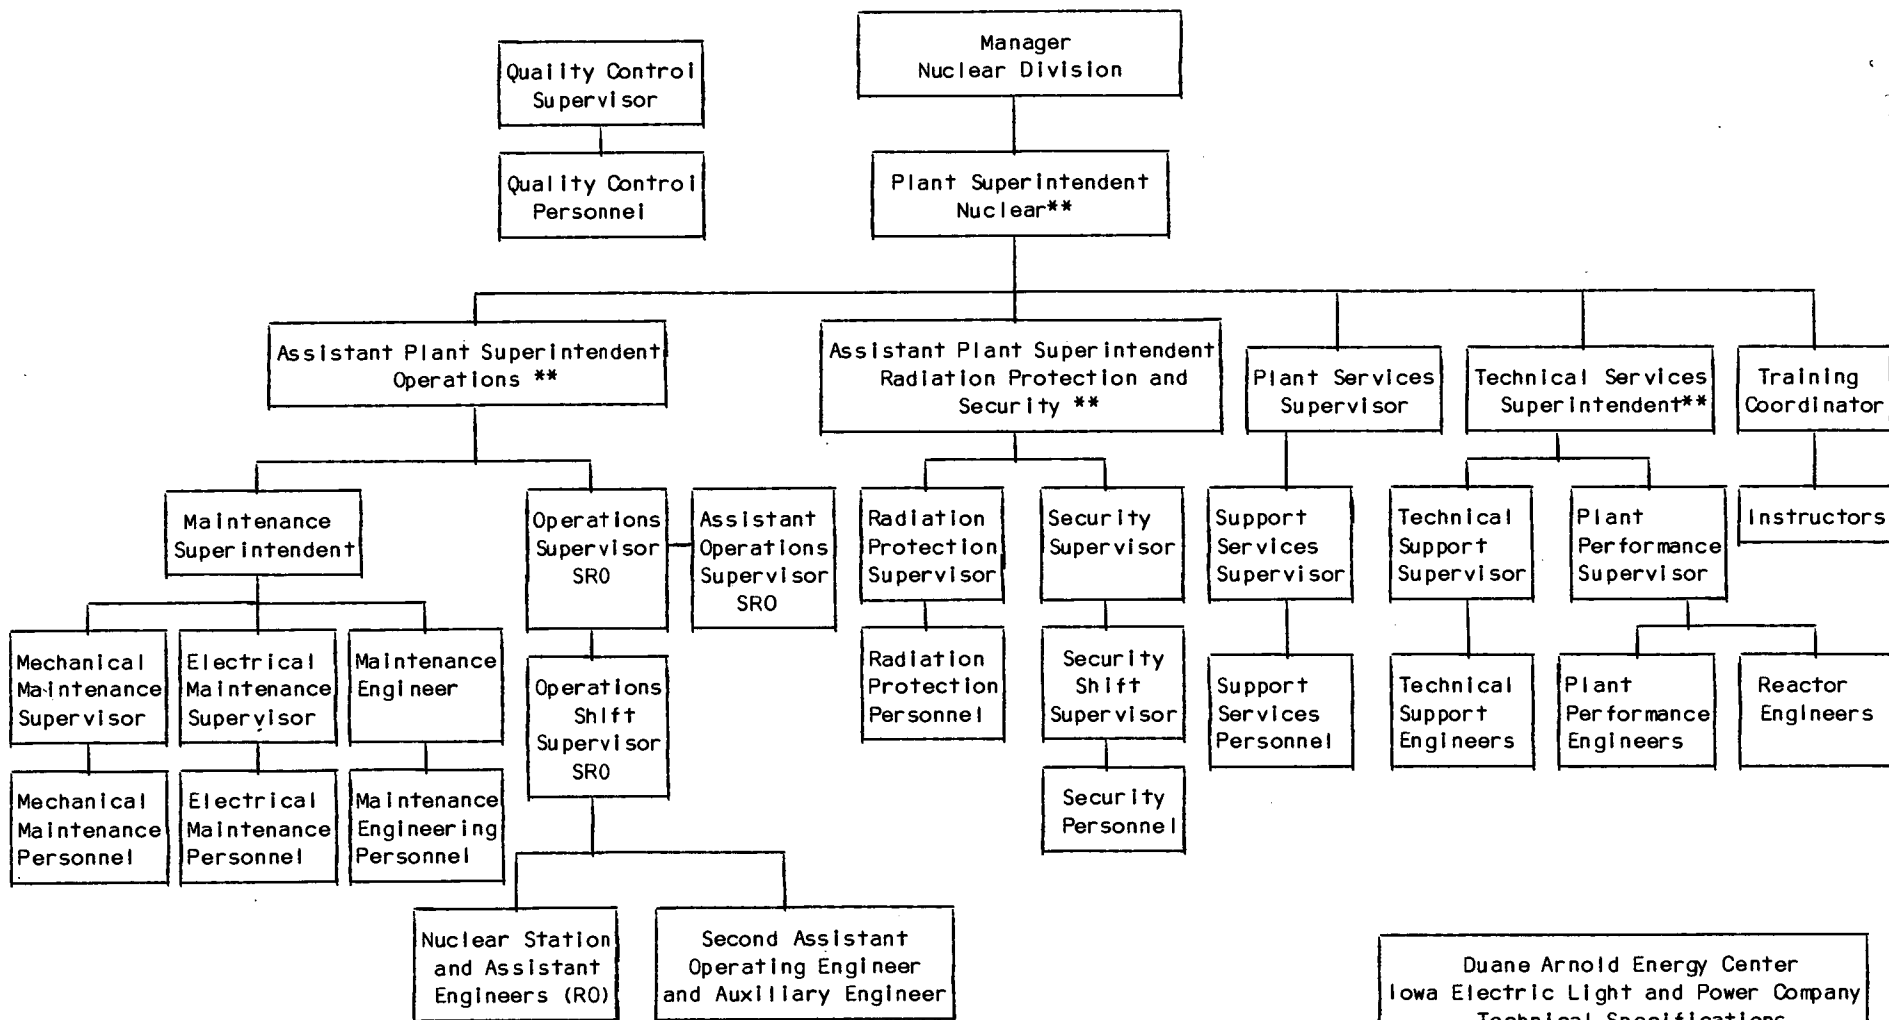 Manager
Nuclear Division
Quality Control
Supervisor
Quality Control
Personnel
Plant Superintendent
Nuclear**
Assistant Plant Superintendent
Operations **
Assistant Plant Superintendent
Radiation Protection and
Security **
Plant Services
Supervisor
Technical Services
Superintendent**
Training
Coordinator
Maintenance
Superintendent
Operations
Supervisor
SRO
Assistant
Operations
Supervisor
SRO
Radiation
Protection
Supervisor
Security
Supervisor
Support
Services
Supervisor
Technical
Support
Supervisor
Plant
Performance
Supervisor
Instructors
Mechanical
Maintenance
Supervisor
Electrical
Maintenance
Supervisor
Maintenance
Engineer
Operations
Shift
Supervisor
SRO
Radiation
Protection
Personnel
Security
Shift
Supervisor
Support
Services
Personnel
Technical
Support
Engineers
Plant
Performance
Engineers
Reactor
Engineers
Mechanical
Maintenance
Personnel
Electrical
Maintenance
Personnel
Maintenance
Engineering
Personnel
Security
Personnel
Nuclear Station
and Assistant
Engineers (RO)
Second Assistant
Operating Engineer
and Auxiliary Engineer
Duane Arnold Energy Center
Iowa Electric Light and Power Company
Technical Specifications